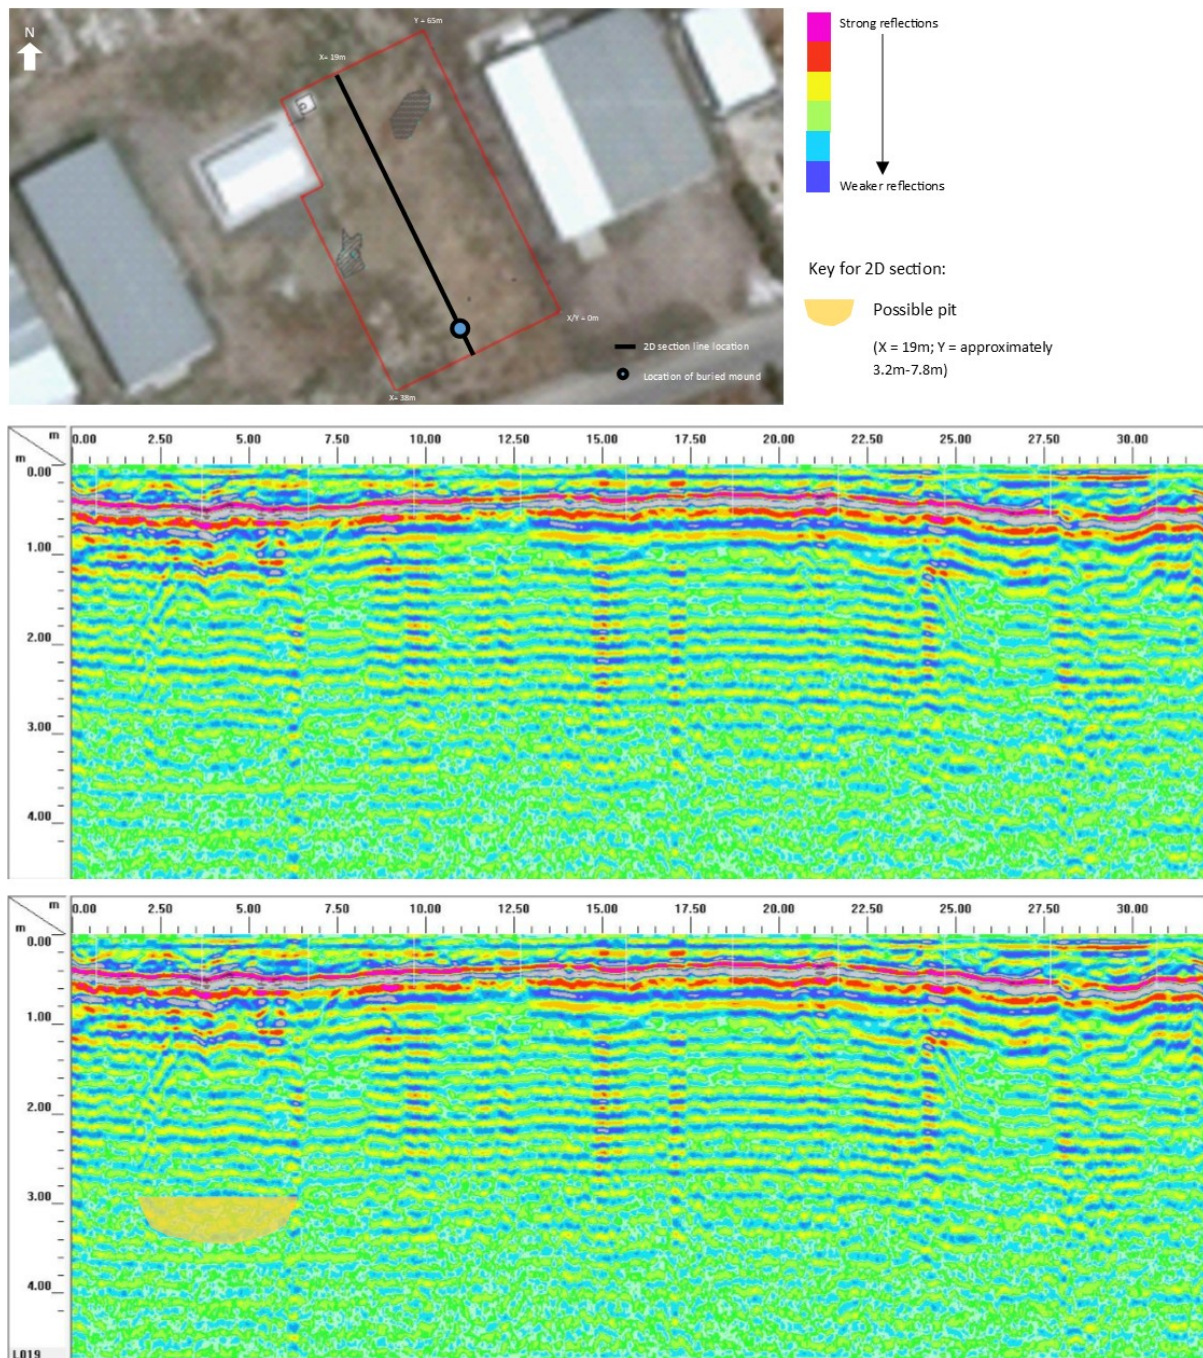 N
Y = 65m
X= 19m
X/Y = 0m
X= 38m
2D section line location
Location of buried mound
Strong reflections
Weaker reflections
Key for 2D section:
Possible pit
(X = 19m; Y = approximately
3.2m-7.8m)
m 0.00 2.50 5.00 7.50 10.00 12.50 15.00 17.50 20.00 22.50 25.00 27.50 30.00
m
0.00
1.00
2.00
3.00
4.00
m 0.00 2.50 5.00 7.50 10.00 12.50 15.00 17.50 20.00 22.50 25.00 27.50 30.00
m
0.00
1.00
2.00
3.00
4.00
L019